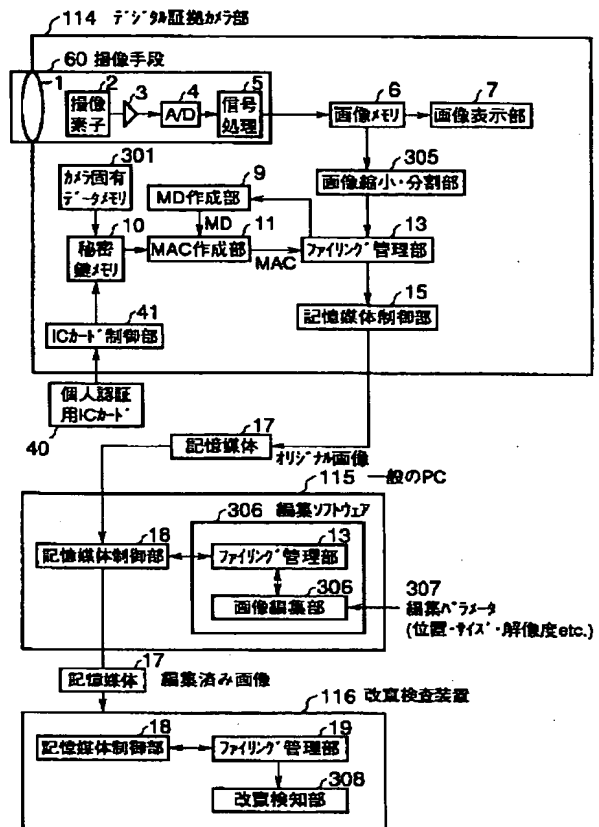 114 デジタル証拠カメラ部
60 撮像手段
1
2
3
4
5
6
7
撮像素子
A/D
信号処理
画像メモリ
画像表示部
301
カメラ固有データメモリ
9
MD作成部
305
画像縮小・分割部
MD
10
秘密鍵メモリ
11
MAC作成部
MAC
13
ファイリング管理部
41
ICカード制御部
15
記憶媒体制御部
個人認証用ICカード
40
17
記憶媒体
オリジナル画像
115 一般のPC
306 編集ソフトウェア
18
記憶媒体制御部
13
ファイリング管理部
306
画像編集部
307
編集パラメータ
(位置・サイズ・解像度etc.)
17
記憶媒体
編集済み画像
116 改竄検査装置
18
記憶媒体制御部
19
ファイリング管理部
308
改竄検知部